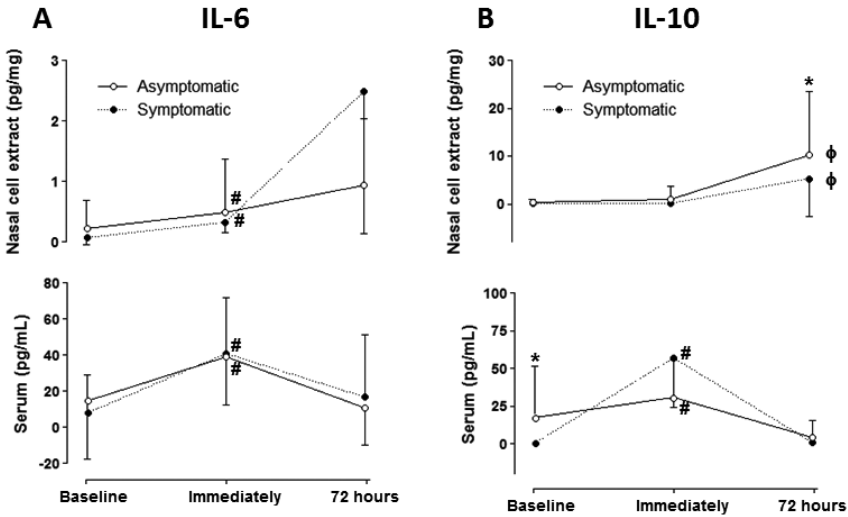 A IL-6
Nasal cell extract (pg/mg)
3
2
1
0
Asymptomatic
Symptomatic
#
#
Serum (pg/mL)
80
60
40
20
0
-20
#
#
Baseline Immediately 72 hours
B IL-10
Nasal cell extract (pg/mg)
30
20
10
0
Asymptomatic
Symptomatic
*
ϕ
ϕ
Serum (pg/mL)
100
75
50
25
0
*
#
#
Baseline Immediately 72 hours